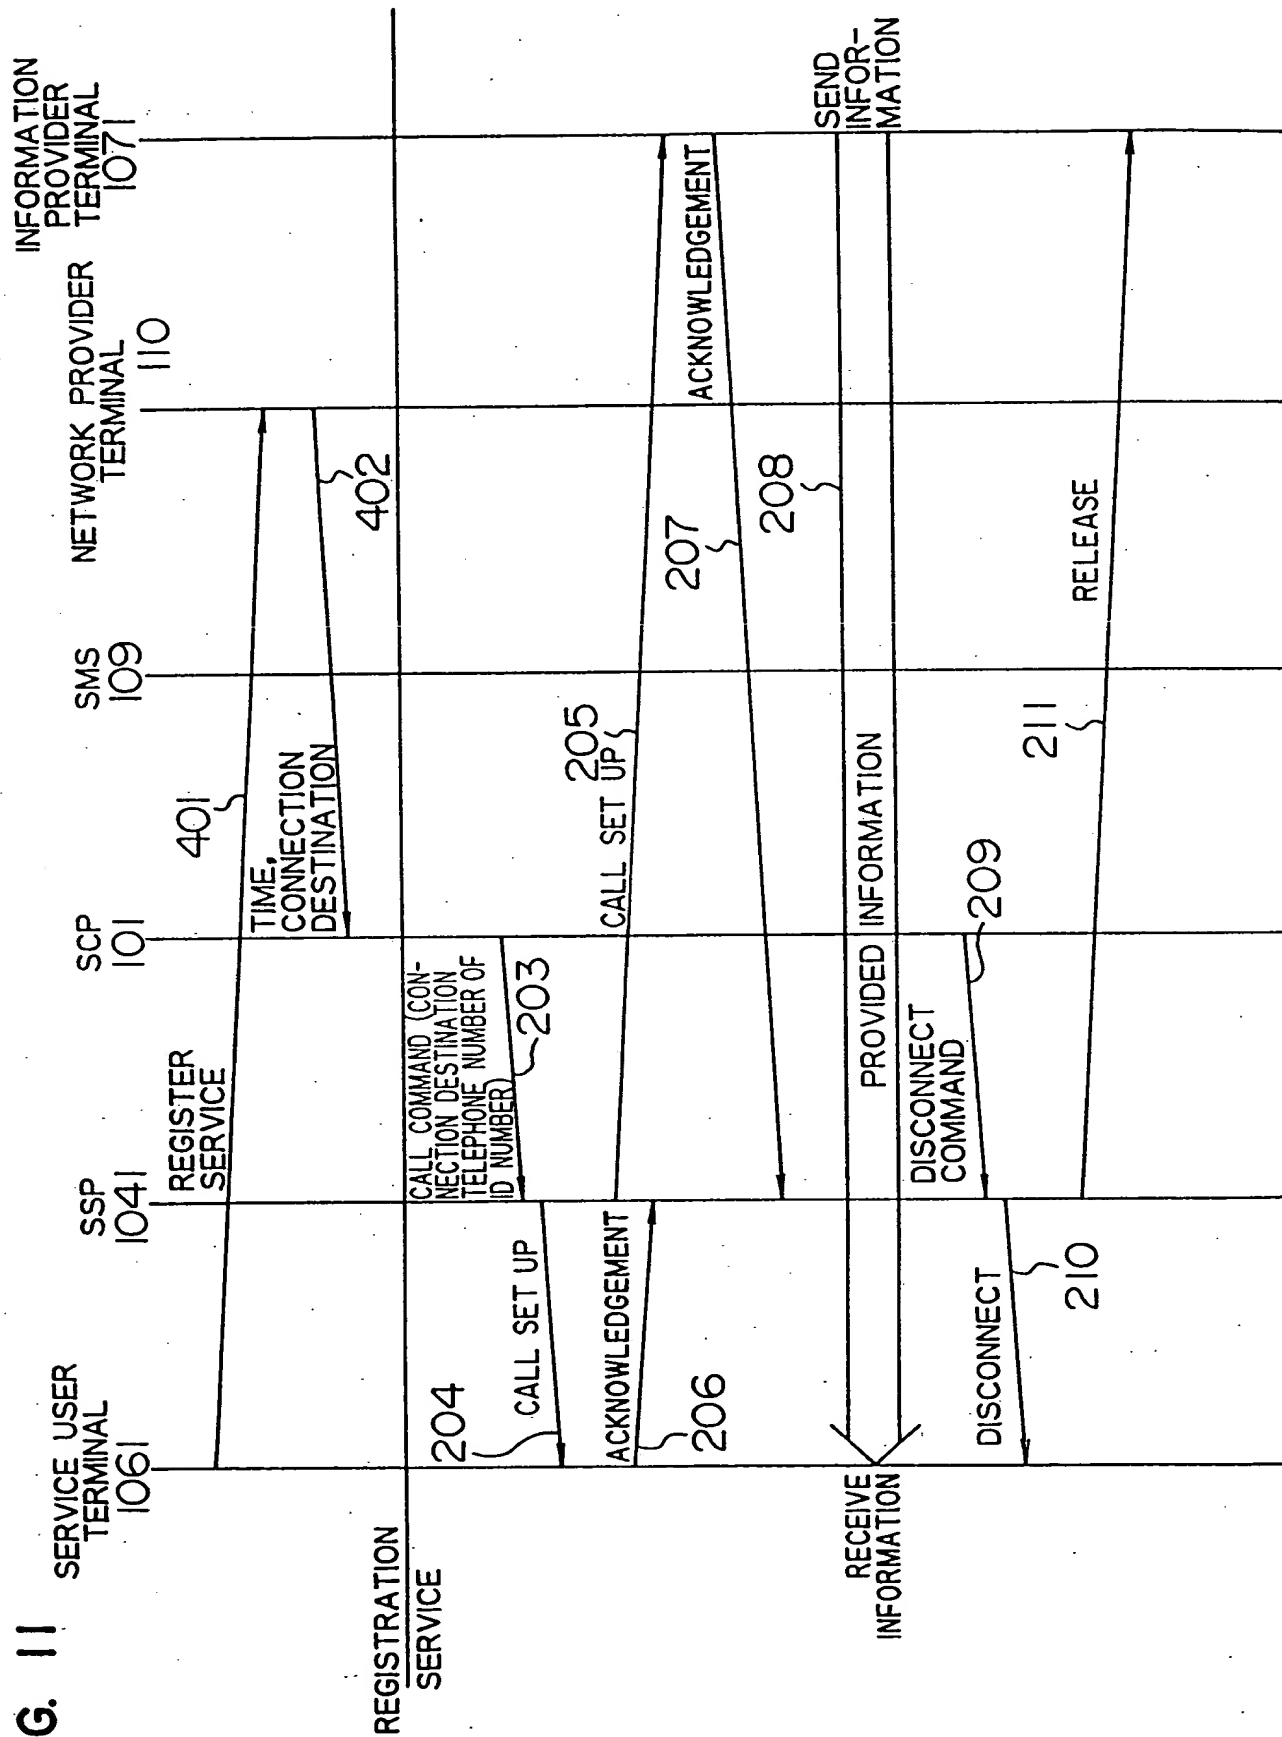 G. 11
SERVICE USER
TERMINAL
1061
SSP
1041
SCP
101
SMS
109
NETWORK PROVIDER
TERMINAL
110
INFORMATION
PROVIDER
TERMINAL
1071
REGISTER
SERVICE
401
TIME,
CONNECTION
DESTINATION
402
REGISTRATION
SERVICE
CALL COMMAND (CON-
NECTION DESTINATION
TELEPHONE NUMBER OF
ID NUMBER)
203
204
CALL SET UP
205
CALL SET UP
ACKNOWLEDGEMENT
206
ACKNOWLEDGEMENT
207
208
SEND
INFOR-
MATION
PROVIDED INFORMATION
RECEIVE
INFORMATION
DISCONNECT
COMMAND
209
DISCONNECT
210
211
RELEASE